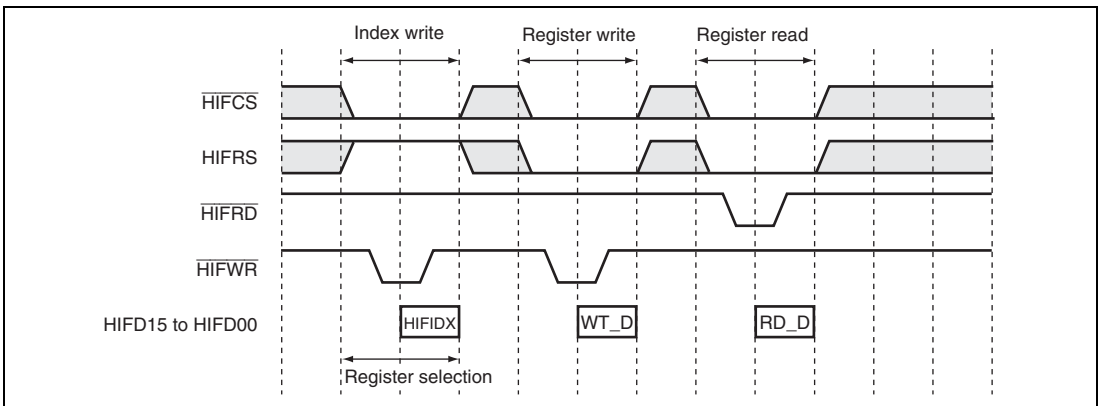 Index write Register write Register read
HIFCS
HIFRS
HIFRD
HIFWR
HIFD15 to HIFD00 HIFIDX WT_D RD_D
Register selection